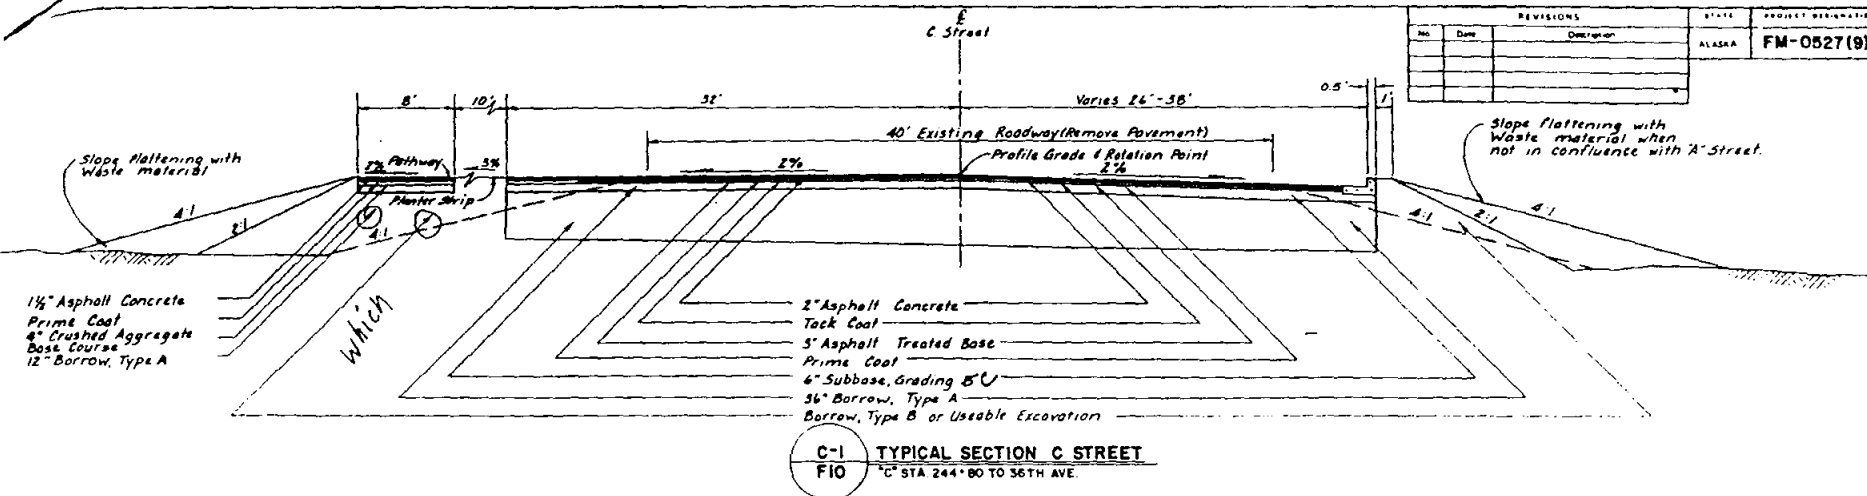 ℄
C. Street
REVISIONS
No. Date Description
STATE
ALASKA
PROJECT DESIGNATION
FM-0527(9)
8' 10' 32' Varies 26'-38' 0.5' 1'
40' Existing Roadway (Remove Pavement)
Slope flattening with
Waste material
2% Pathway 3%
Planter Strip
2%
Profile Grade & Rotation Point
2%
Slope flattening with
Waste material when
not in confluence with "A" Street.
4:1
2:1
4:1
4:1
2:1
4:1
which
1½" Asphalt Concrete
Prime Coat
4" Crushed Aggregate
Base Course
12" Borrow, Type A
2" Asphalt Concrete
Tack Coat
3" Asphalt Treated Base
Prime Coat
6" Subbase, Grading
36" Borrow, Type A
Borrow, Type B or Useable Excavation
C-1
F10
TYPICAL SECTION C STREET
"C" STA. 244+80 TO 36TH AVE.